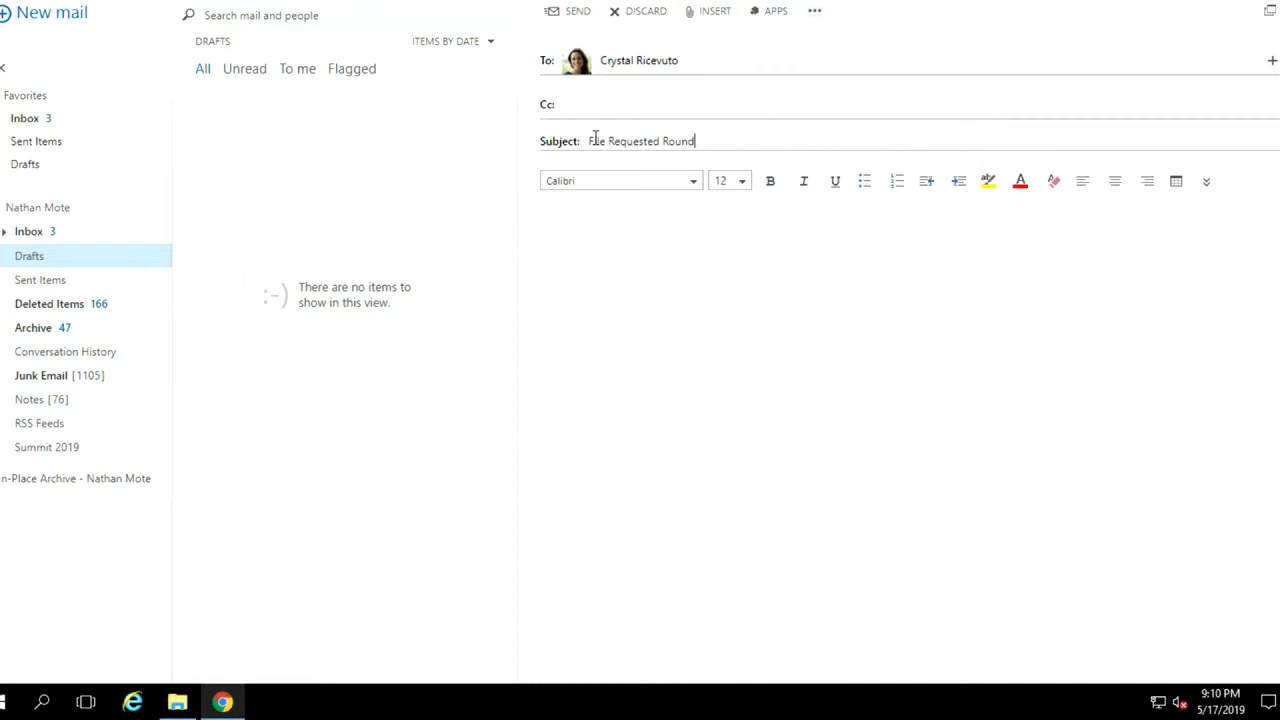 New mail
Search mail and people
DRAFTS
ITEMS BY DATE
All Unread To me Flagged
Favorites
Inbox 3
Sent Items
Drafts
Nathan Mote
Inbox 3
Drafts
Sent Items
Deleted Items 166
Archive 47
Conversation History
Junk Email [1105]
Notes [76]
RSS Feeds
Summit 2019
n-Place Archive - Nathan Mote
:-)
There are no items to
show in this view.
SEND DISCARD INSERT APPS
To: Crystal Ricevuto
Cc:
Subject: File Requested Round
Calibri 12 B I U
9:10 PM
5/17/2019